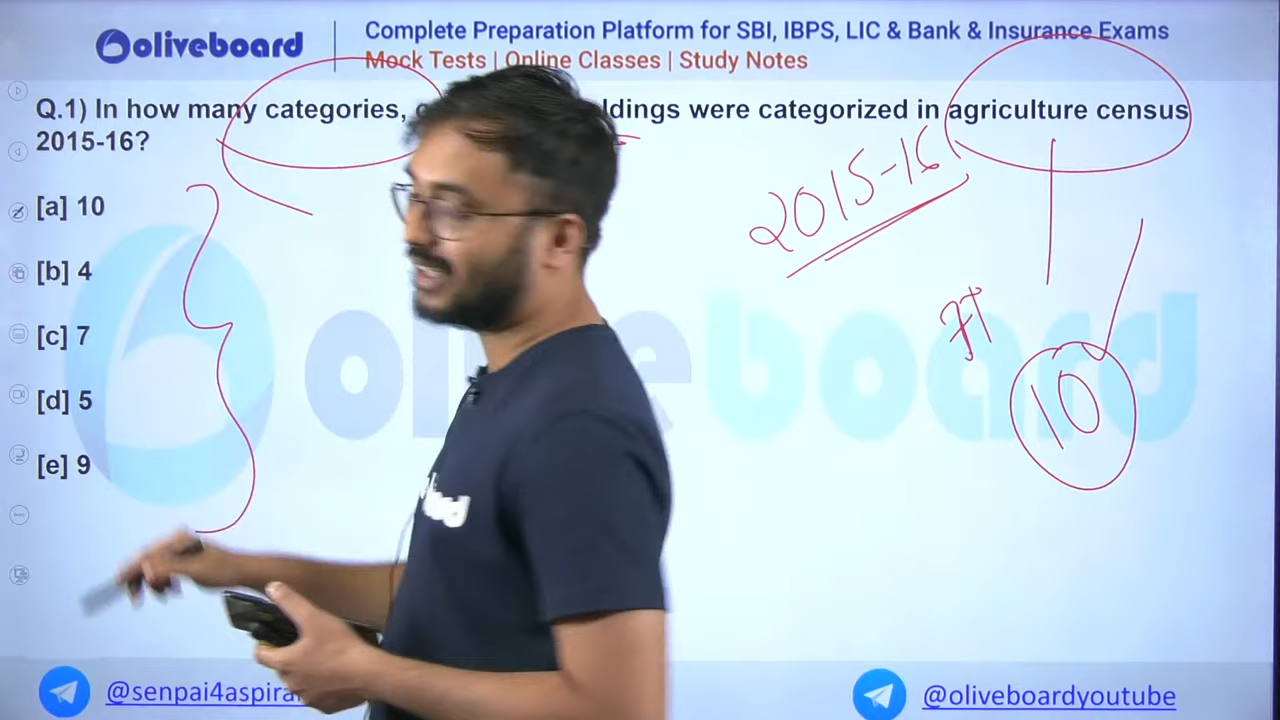 oliveboard
Complete Preparation Platform for SBI, IBPS, LIC & Bank & Insurance Exams
Mock Tests | Online Classes | Study Notes
Q.1) In how many categories, ldings were categorized in agriculture census
2015-16?
2015-16
[a] 10
[b] 4
[c] 7
[d] 5
[e] 9
10
oliveboard
@senpai4aspira
@oliveboardyoutube